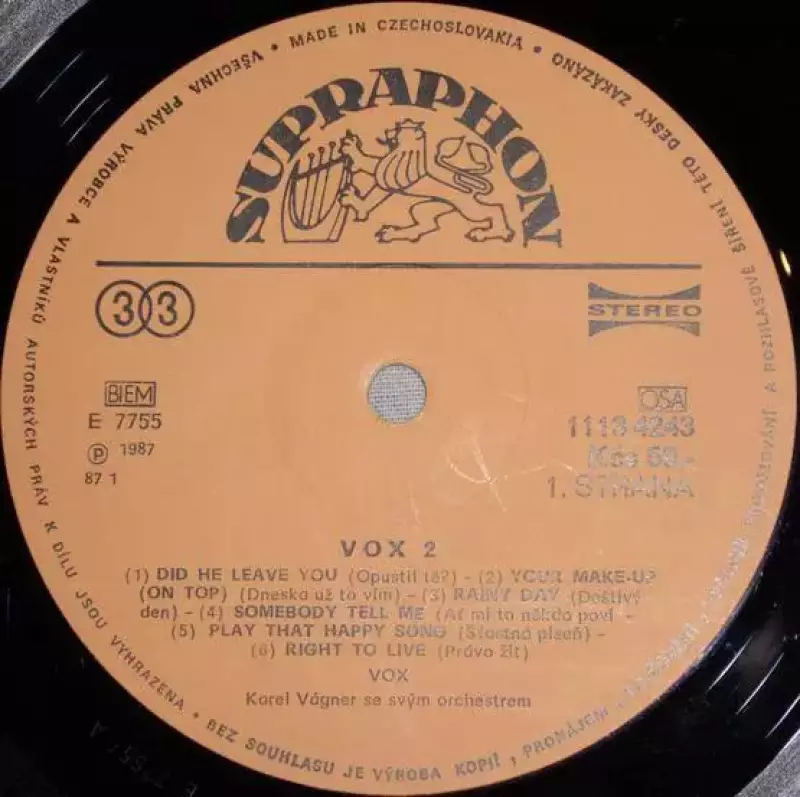 • MADE IN CZECHOSLOVAKIA •
SUPRAPHON
33
STEREO
BIEM
E 7755
Ⓟ 1987
87 1
OSA
1113 4243
Kčs
1. STRANA
VOX 2
(1) DID HE LEAVE YOU (Opustil tě?) – (2) YOUR MAKE-UP
(ON TOP) (Dneska už to vím) – (3) RAINY DAY (Deštivý
den) – (4) SOMEBODY TELL ME (Ať mi to někdo poví –
(5) PLAY THAT HAPPY SONG (Šťastná píseň) –
(6) RIGHT TO LIVE (Právo žít)
VOX
Karel Vágner se svým orchestrem
VŠECHNA PRÁVA VÝROBCE A VLASTNÍKŮ AUTORSKÝCH PRÁV K DÍLU JSOU VYHRAZENA • BEZ SOUHLASU JE VÝROBA KOPIÍ, PRONÁJEM, A ROZHLASOVÉ ŠÍŘENÍ TÉTO DESKY ZAKÁZÁNO